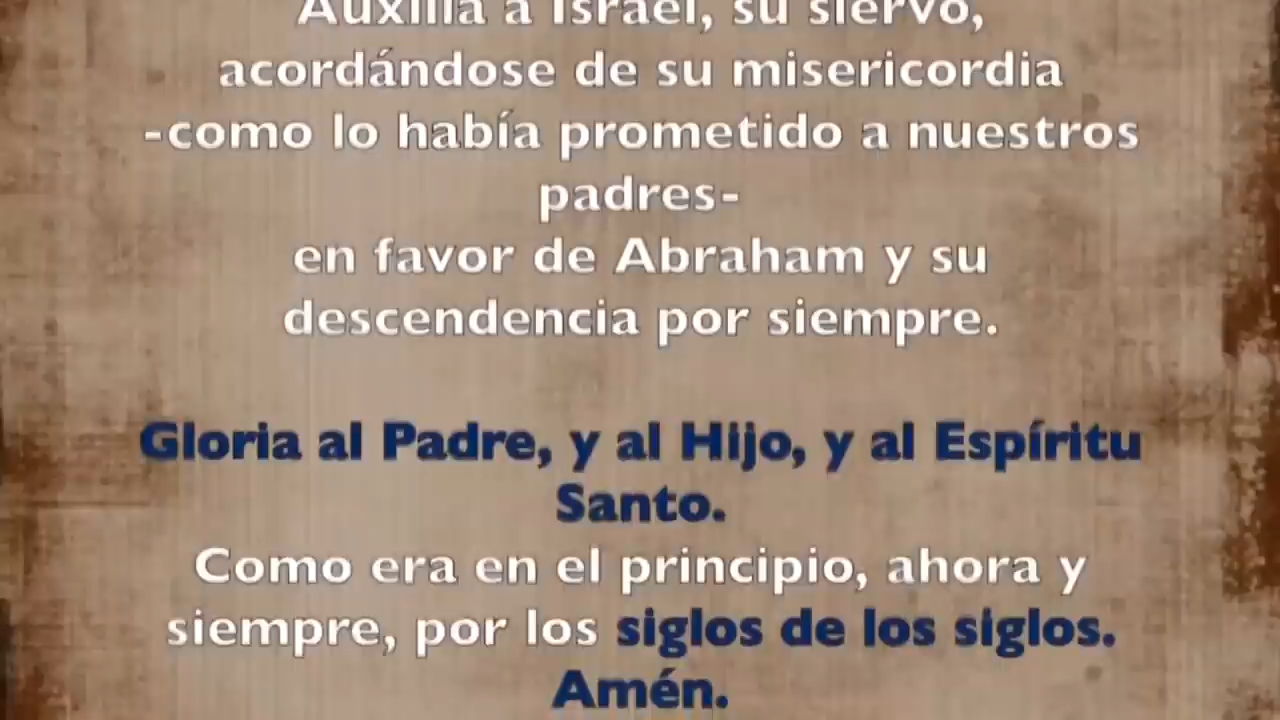 Auxilia a Israel, su siervo,
acordándose de su misericordia
-como lo había prometido a nuestros
padres-
en favor de Abraham y su
descendencia por siempre.
Gloria al Padre, y al Hijo, y al Espíritu
Santo.
Como era en el principio, ahora y
siempre, por los siglos de los siglos.
Amén.